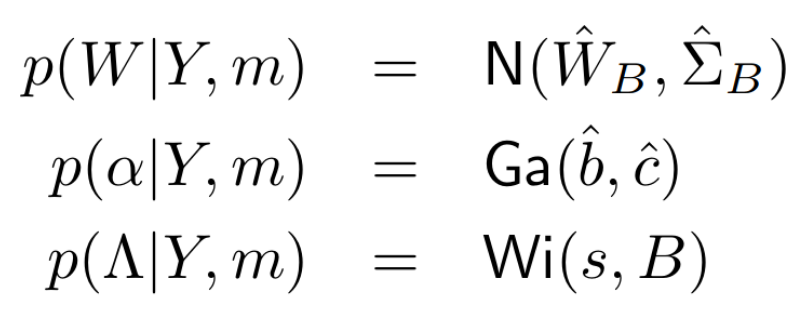 p(W|Y, m) = N(Ŵ_B, Σ̂_B)
p(α|Y, m) = Ga(b̂, ĉ)
p(Λ|Y, m) = Wi(s, B)